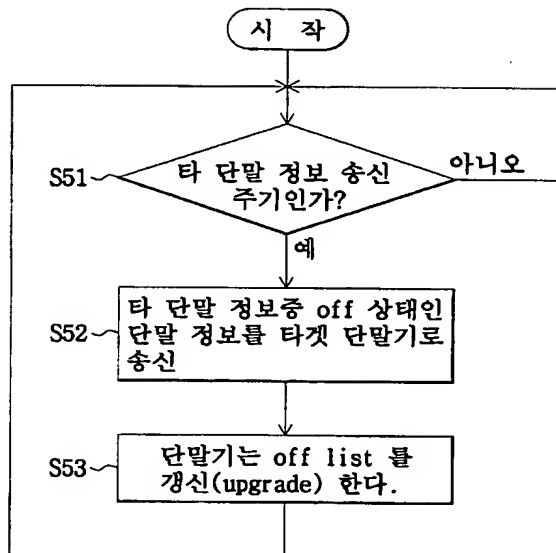 시 작
S51
타 단말 정보 송신
주기인가?
아니오
예
S52
타 단말 정보중 off 상태인
단말 정보를 타겟 단말기로
송신
S53
단말기는 off list 를
갱신(upgrade) 한다.